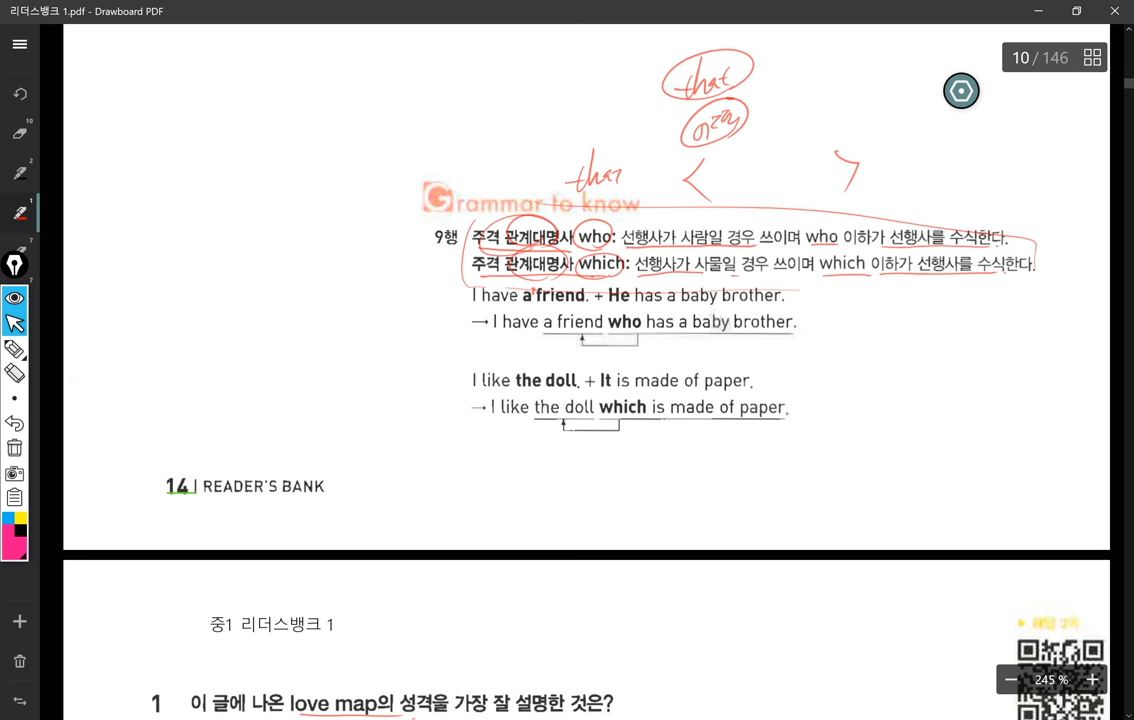 리더스뱅크 1.pdf - Drawboard PDF
10 / 146
that
that
Grammar to know
9행 주격 관계대명사 who: 선행사가 사람일 경우 쓰이며 who 이하가 선행사를 수식한다.
주격 관계대명사 which: 선행사가 사물일 경우 쓰이며 which 이하가 선행사를 수식한다.
I have a friend. + He has a baby brother.
→ I have a friend who has a baby brother.
I like the doll. + It is made of paper.
→ I like the doll which is made of paper.
14 | READER'S BANK
중1 리더스뱅크 1
245 %
1 이 글에 나온 love map의 성격을 가장 잘 설명한 것은?
10
2
1
7